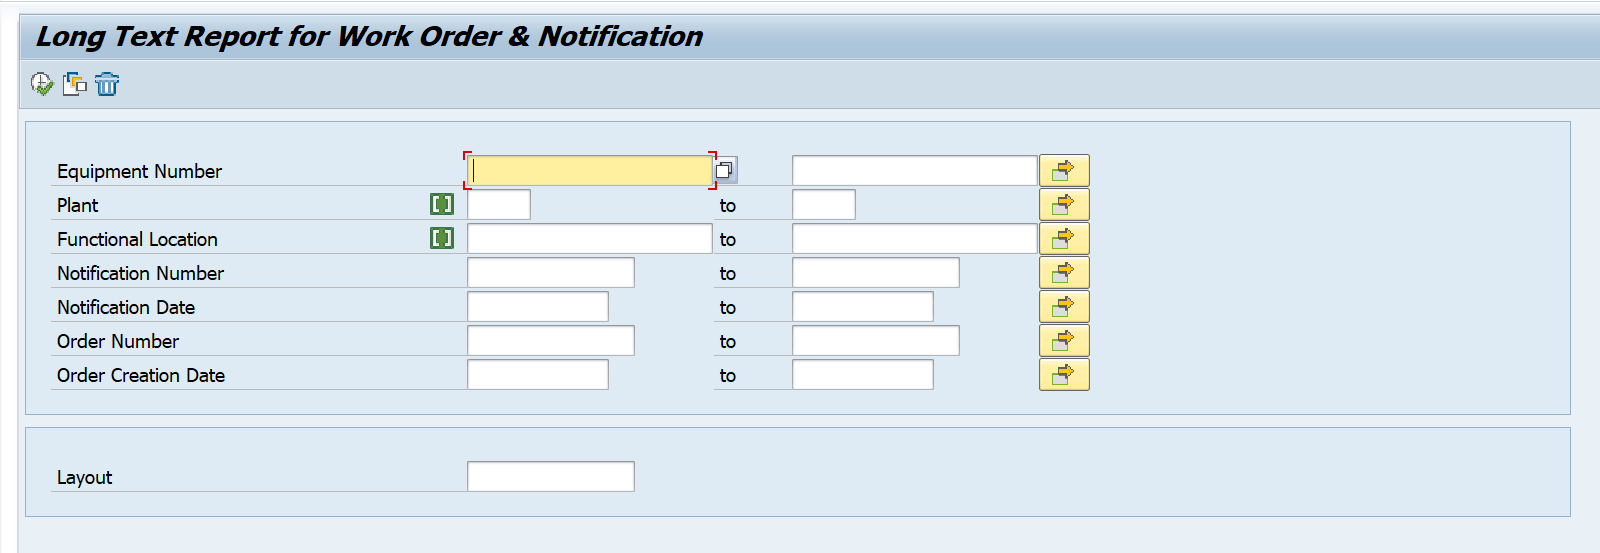 Long Text Report for Work Order & Notification
Equipment Number
Plant to
Functional Location to
Notification Number to
Notification Date to
Order Number to
Order Creation Date to
Layout